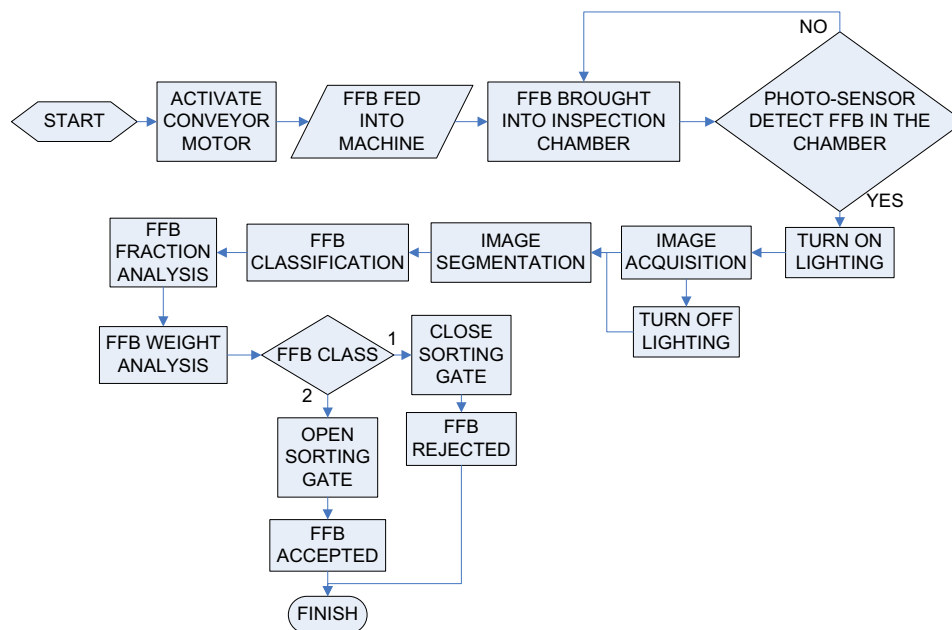 START
ACTIVATE
CONVEYOR
MOTOR
FFB FED
INTO
MACHINE
FFB BROUGHT
INTO INSPECTION
CHAMBER
NO
PHOTO-SENSOR
DETECT FFB IN THE
CHAMBER
YES
TURN ON
LIGHTING
IMAGE
ACQUISITION
TURN OFF
LIGHTING
IMAGE
SEGMENTATION
FFB
CLASSIFICATION
FFB
FRACTION
ANALYSIS
FFB WEIGHT
ANALYSIS
FFB CLASS
1
CLOSE
SORTING
GATE
FFB
REJECTED
2
OPEN
SORTING
GATE
FFB
ACCEPTED
FINISH